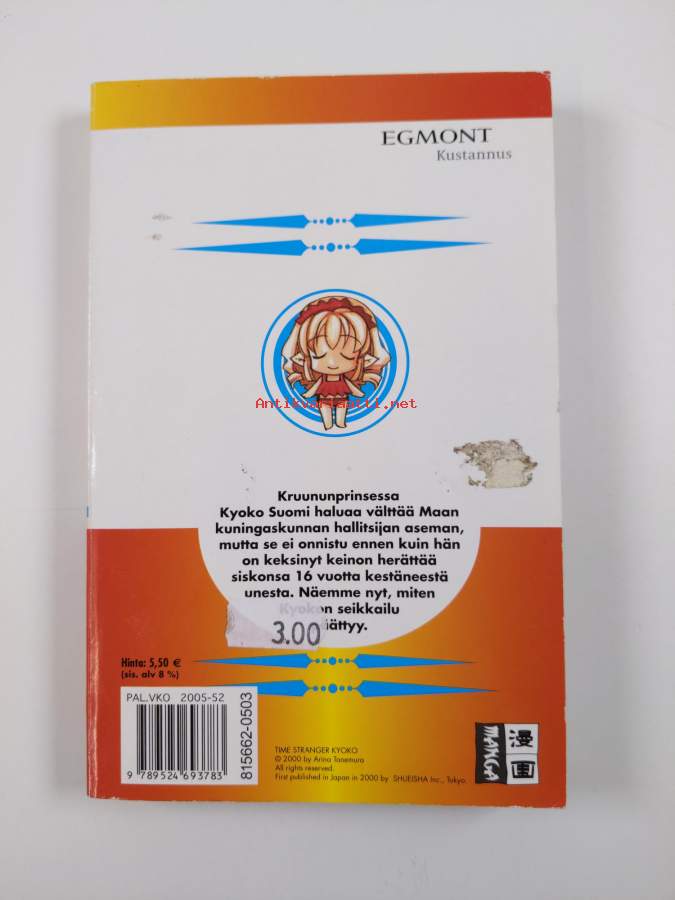 EGMONT
Kustannus
Antikvariaatti.net
Kruununprinsessa
Kyoko Suomi haluaa välttää Maan
kuningaskunnan hallitsijan aseman,
mutta se ei onnistu ennen kuin hän
on keksinyt keinon herättää
siskonsa 16 vuotta kestäneestä
unesta. Näemme nyt, miten
Kyokon seikkailu
3.00
Hinta: 5,50 €
(sis. alv 8 %)
PAL.VKO 2005-52
9 789524 693783
815662-0503
TIME STRANGER KYOKO
© 2000 by Arina Tanemura
All rights reserved.
First published in Japan in 2000 by SHUEISHA Inc., Tokyo.
MANGA
漫画